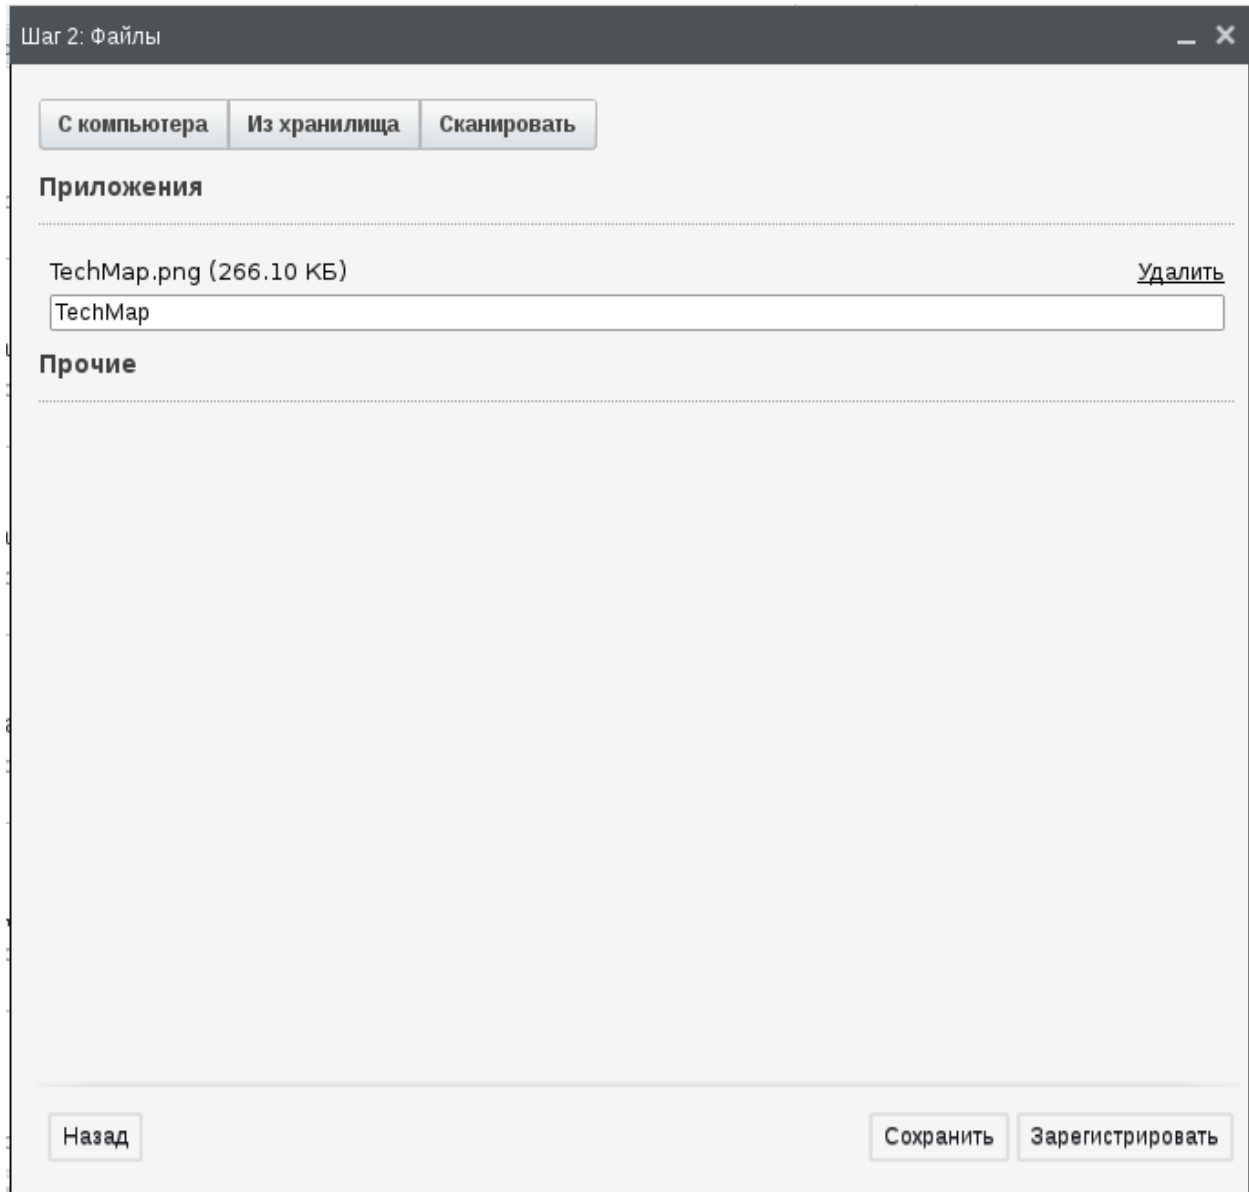 Шаг 2: Файлы
С компьютера Из хранилища Сканировать
Приложения
TechMap.png (266.10 КБ) Удалить
TechMap
Прочие
Назад Сохранить Зарегистрировать